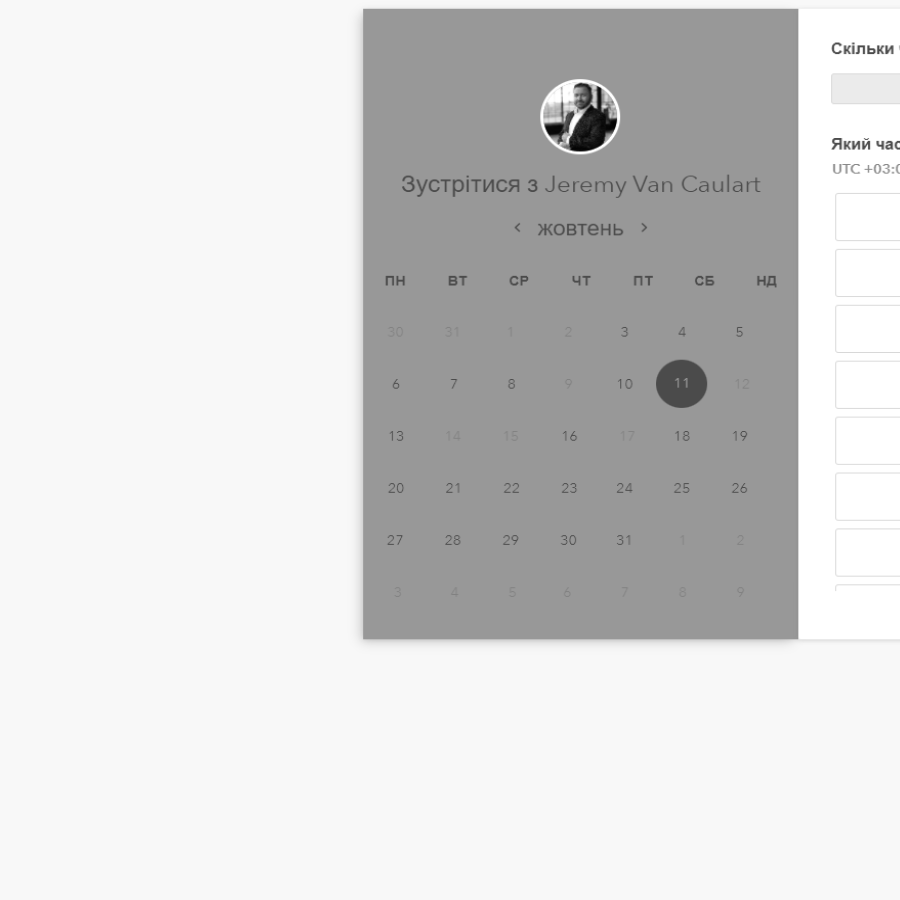 Зустрітися з Jeremy Van Caulart
жовтень
ПН ВТ СР ЧТ ПТ СБ НД
30 31 1 2 3 4 5
6 7 8 9 10 11 12
13 14 15 16 17 18 19
20 21 22 23 24 25 26
27 28 29 30 31 1 2
3 4 5 6 7 8 9
Скільки
Який час
UTC +03:0